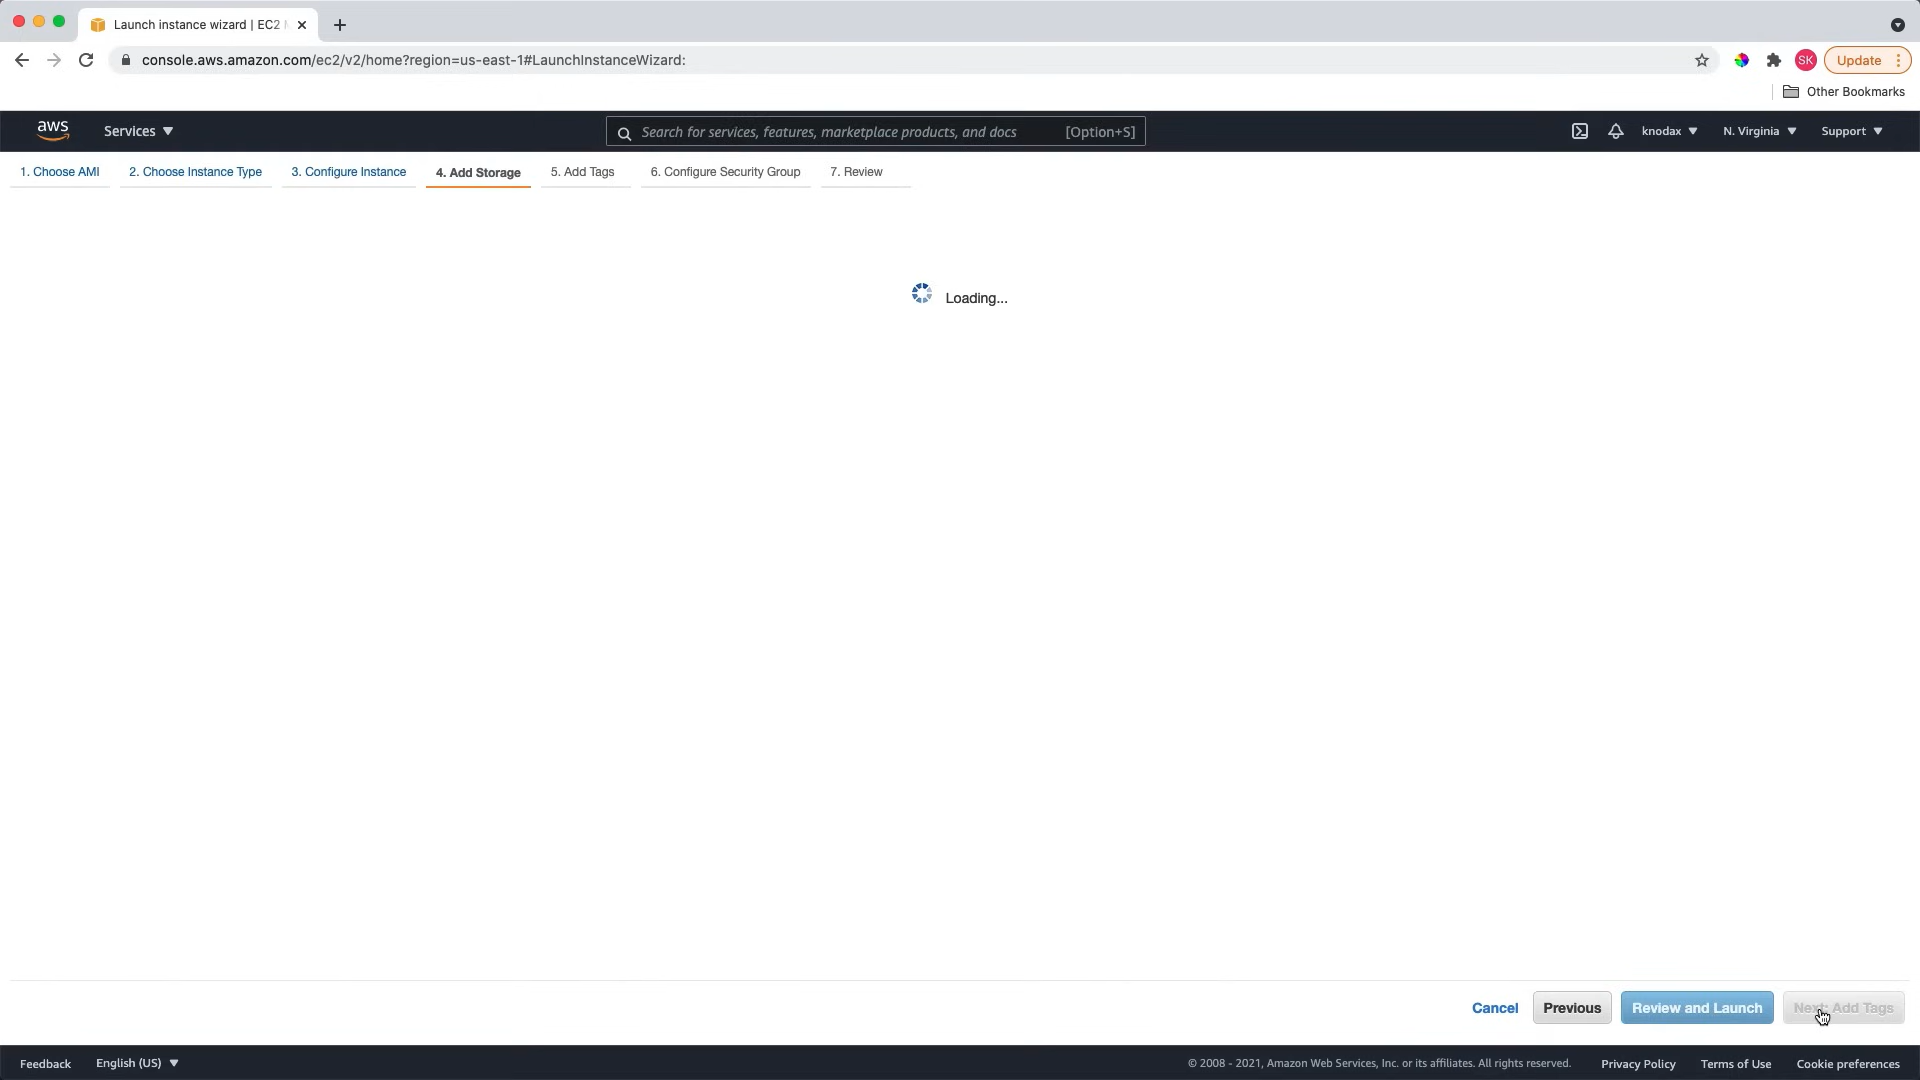 Launch instance wizard | EC2
console.aws.amazon.com/ec2/v2/home?region=us-east-1#LaunchInstanceWizard:
SK
Update
Other Bookmarks
aws
Services
Search for services, features, marketplace products, and docs
[Option+S]
knodax
N. Virginia
Support
1. Choose AMI
2. Choose Instance Type
3. Configure Instance
4. Add Storage
5. Add Tags
6. Configure Security Group
7. Review
Loading...
Cancel
Previous
Review and Launch
Next: Add Tags
Feedback
English (US)
© 2008 - 2021, Amazon Web Services, Inc. or its affiliates. All rights reserved.
Privacy Policy
Terms of Use
Cookie preferences